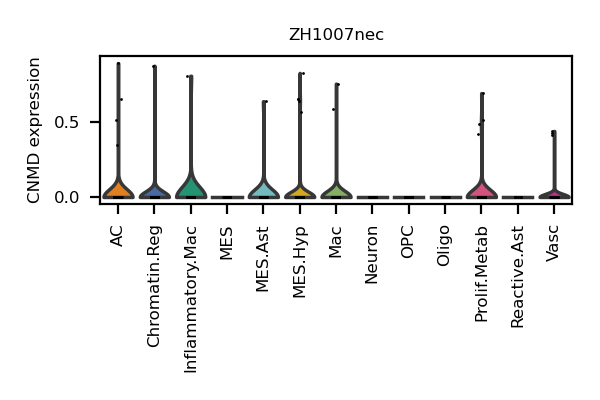 ZH1007nec
CNMD expression
0.5
0.0
AC
Chromatin.Reg
Inflammatory.Mac
MES
MES.Ast
MES.Hyp
Mac
Neuron
OPC
Oligo
Prolif.Metab
Reactive.Ast
Vasc